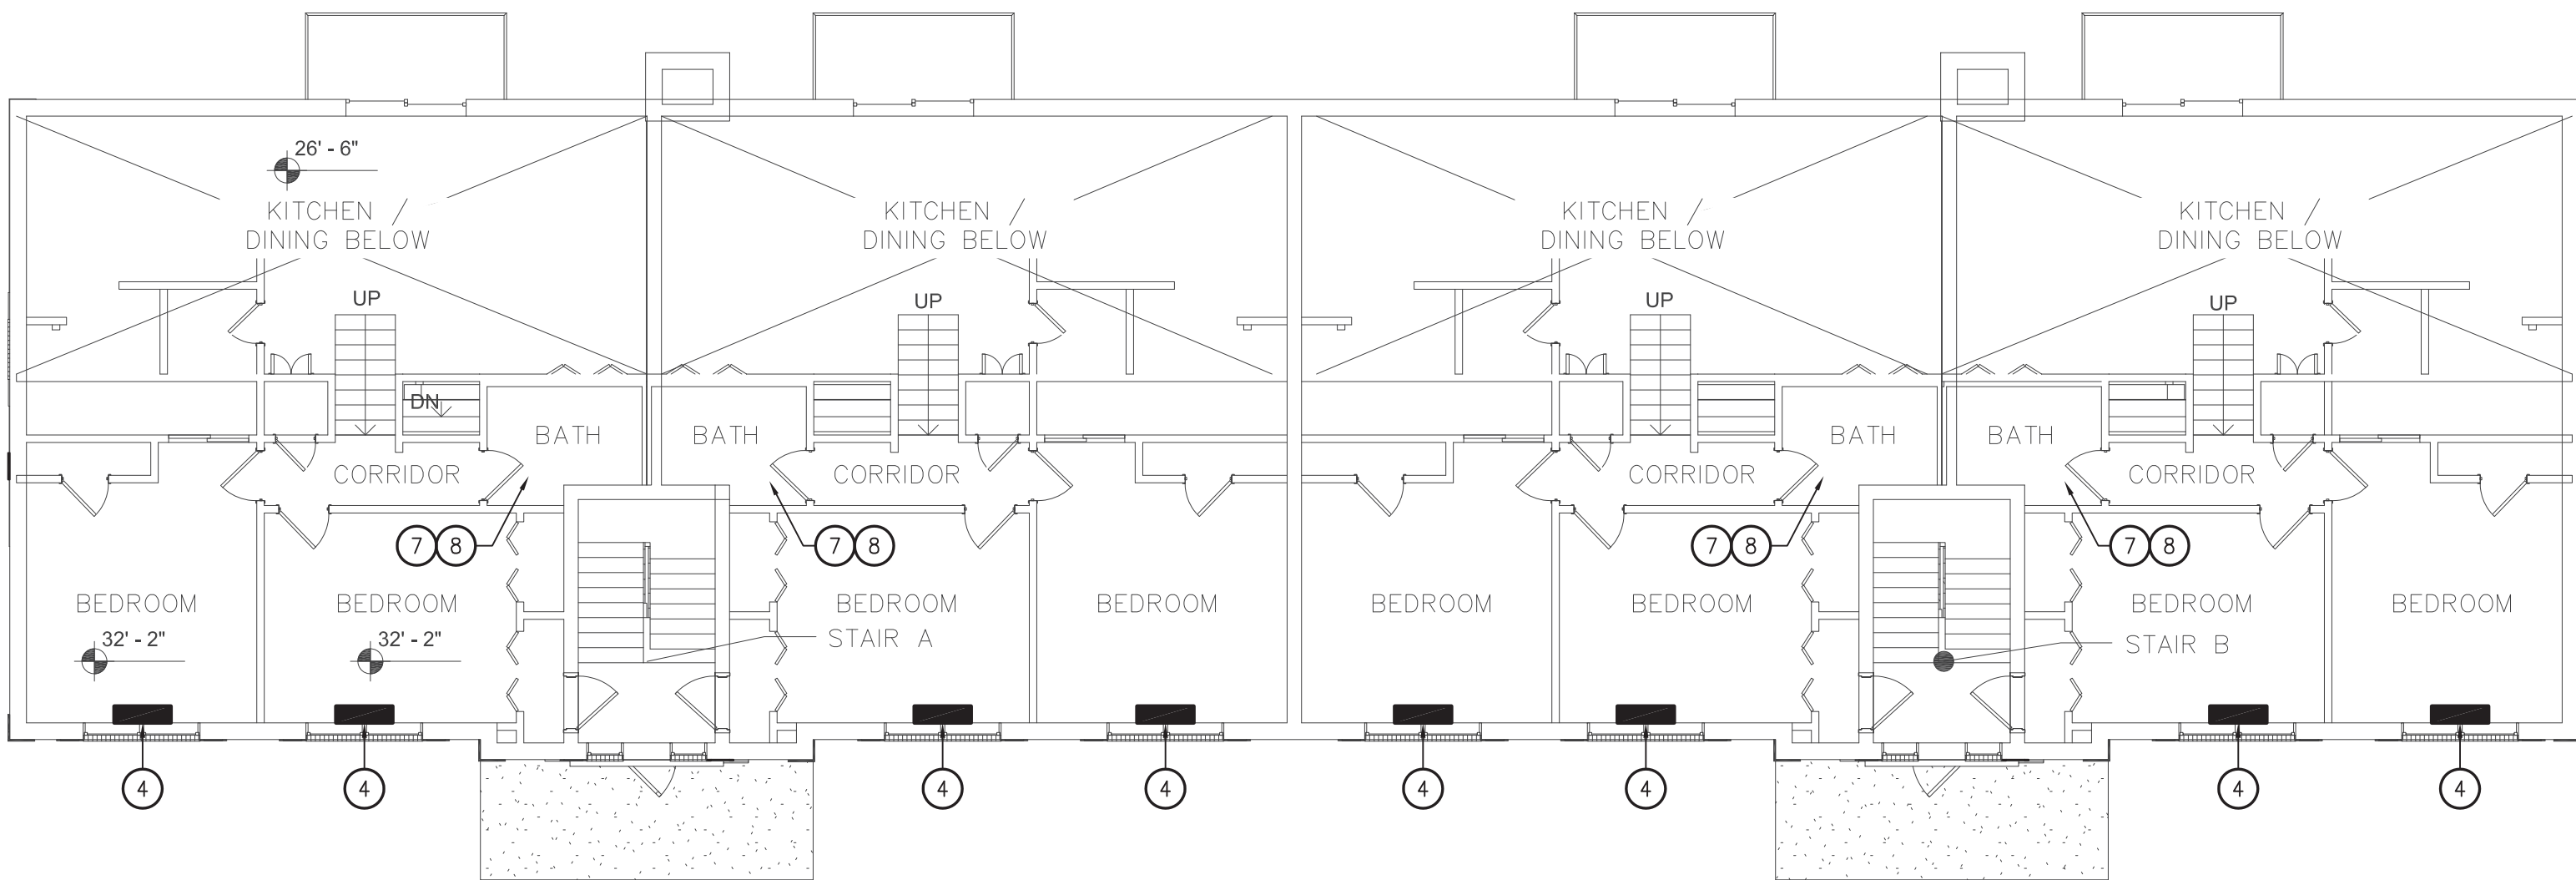 26' - 6"
KITCHEN /
DINING BELOW
KITCHEN /
DINING BELOW
KITCHEN /
DINING BELOW
KITCHEN /
DINING BELOW
UP
UP
UP
UP
DN
BATH
BATH
BATH
BATH
CORRIDOR
CORRIDOR
CORRIDOR
CORRIDOR
7 8
7 8
7 8
7 8
BEDROOM
BEDROOM
BEDROOM
BEDROOM
BEDROOM
BEDROOM
BEDROOM
BEDROOM
32' - 2"
32' - 2"
STAIR A
STAIR B
4
4
4
4
4
4
4
4